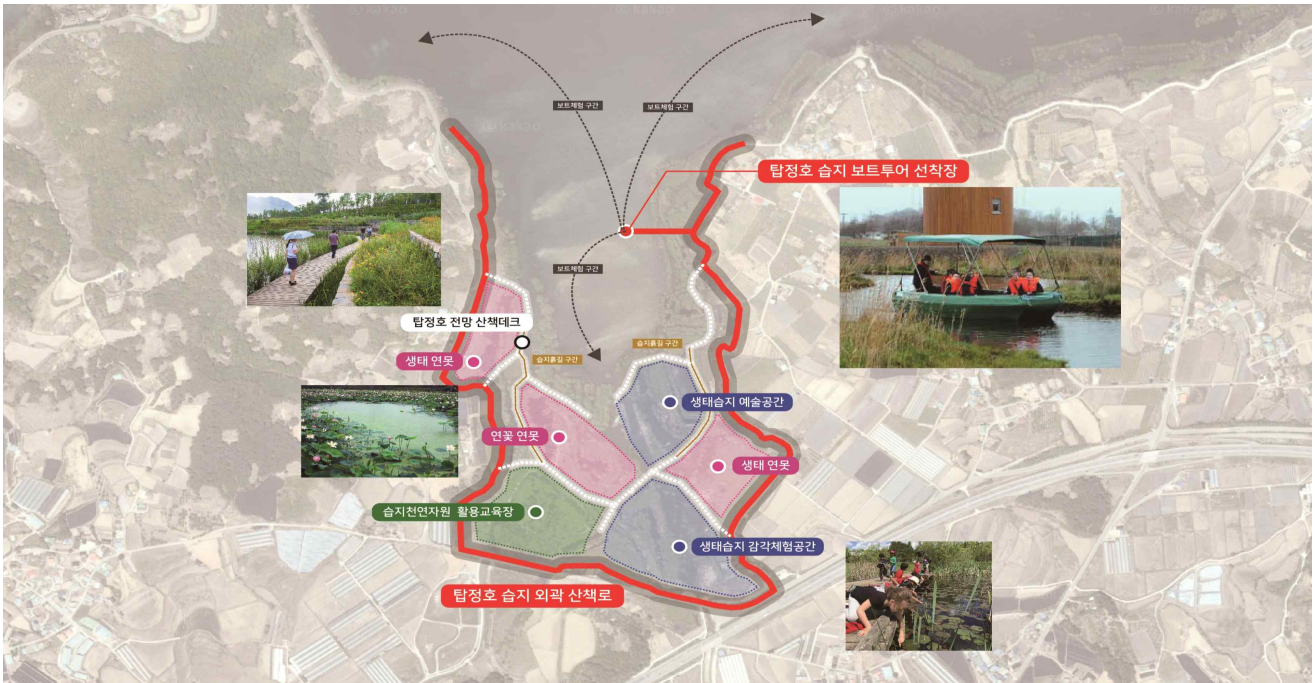 보트체험 구간
보트체험 구간
탑정호 습지 보트투어 선착장
보트체험 구간
탑정호 전망 산책데크
습지흙길 구간
습지흙길 구간
생태 연못
생태습지 예술공간
연꽃 연못
생태 연못
습지천연자원 활용교육장
생태습지 감각체험공간
탑정호 습지 외곽 산책로